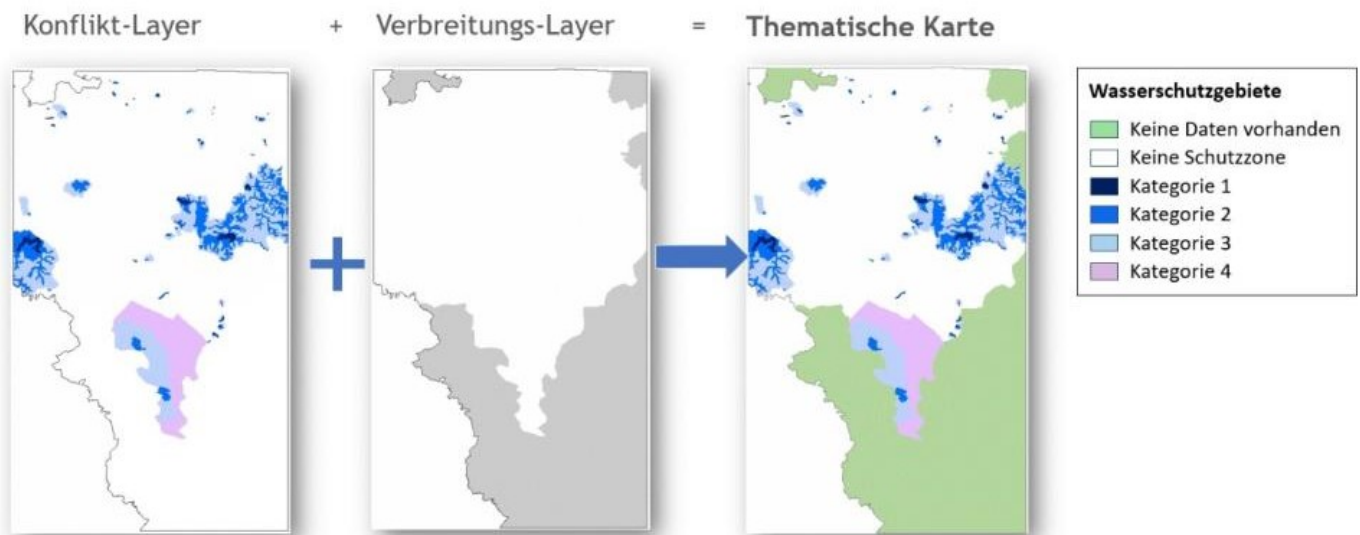 Konflikt-Layer + Verbreitungs-Layer = Thematische Karte
Wasserschutzgebiete
Keine Daten vorhanden
Keine Schutzzone
Kategorie 1
Kategorie 2
Kategorie 3
Kategorie 4